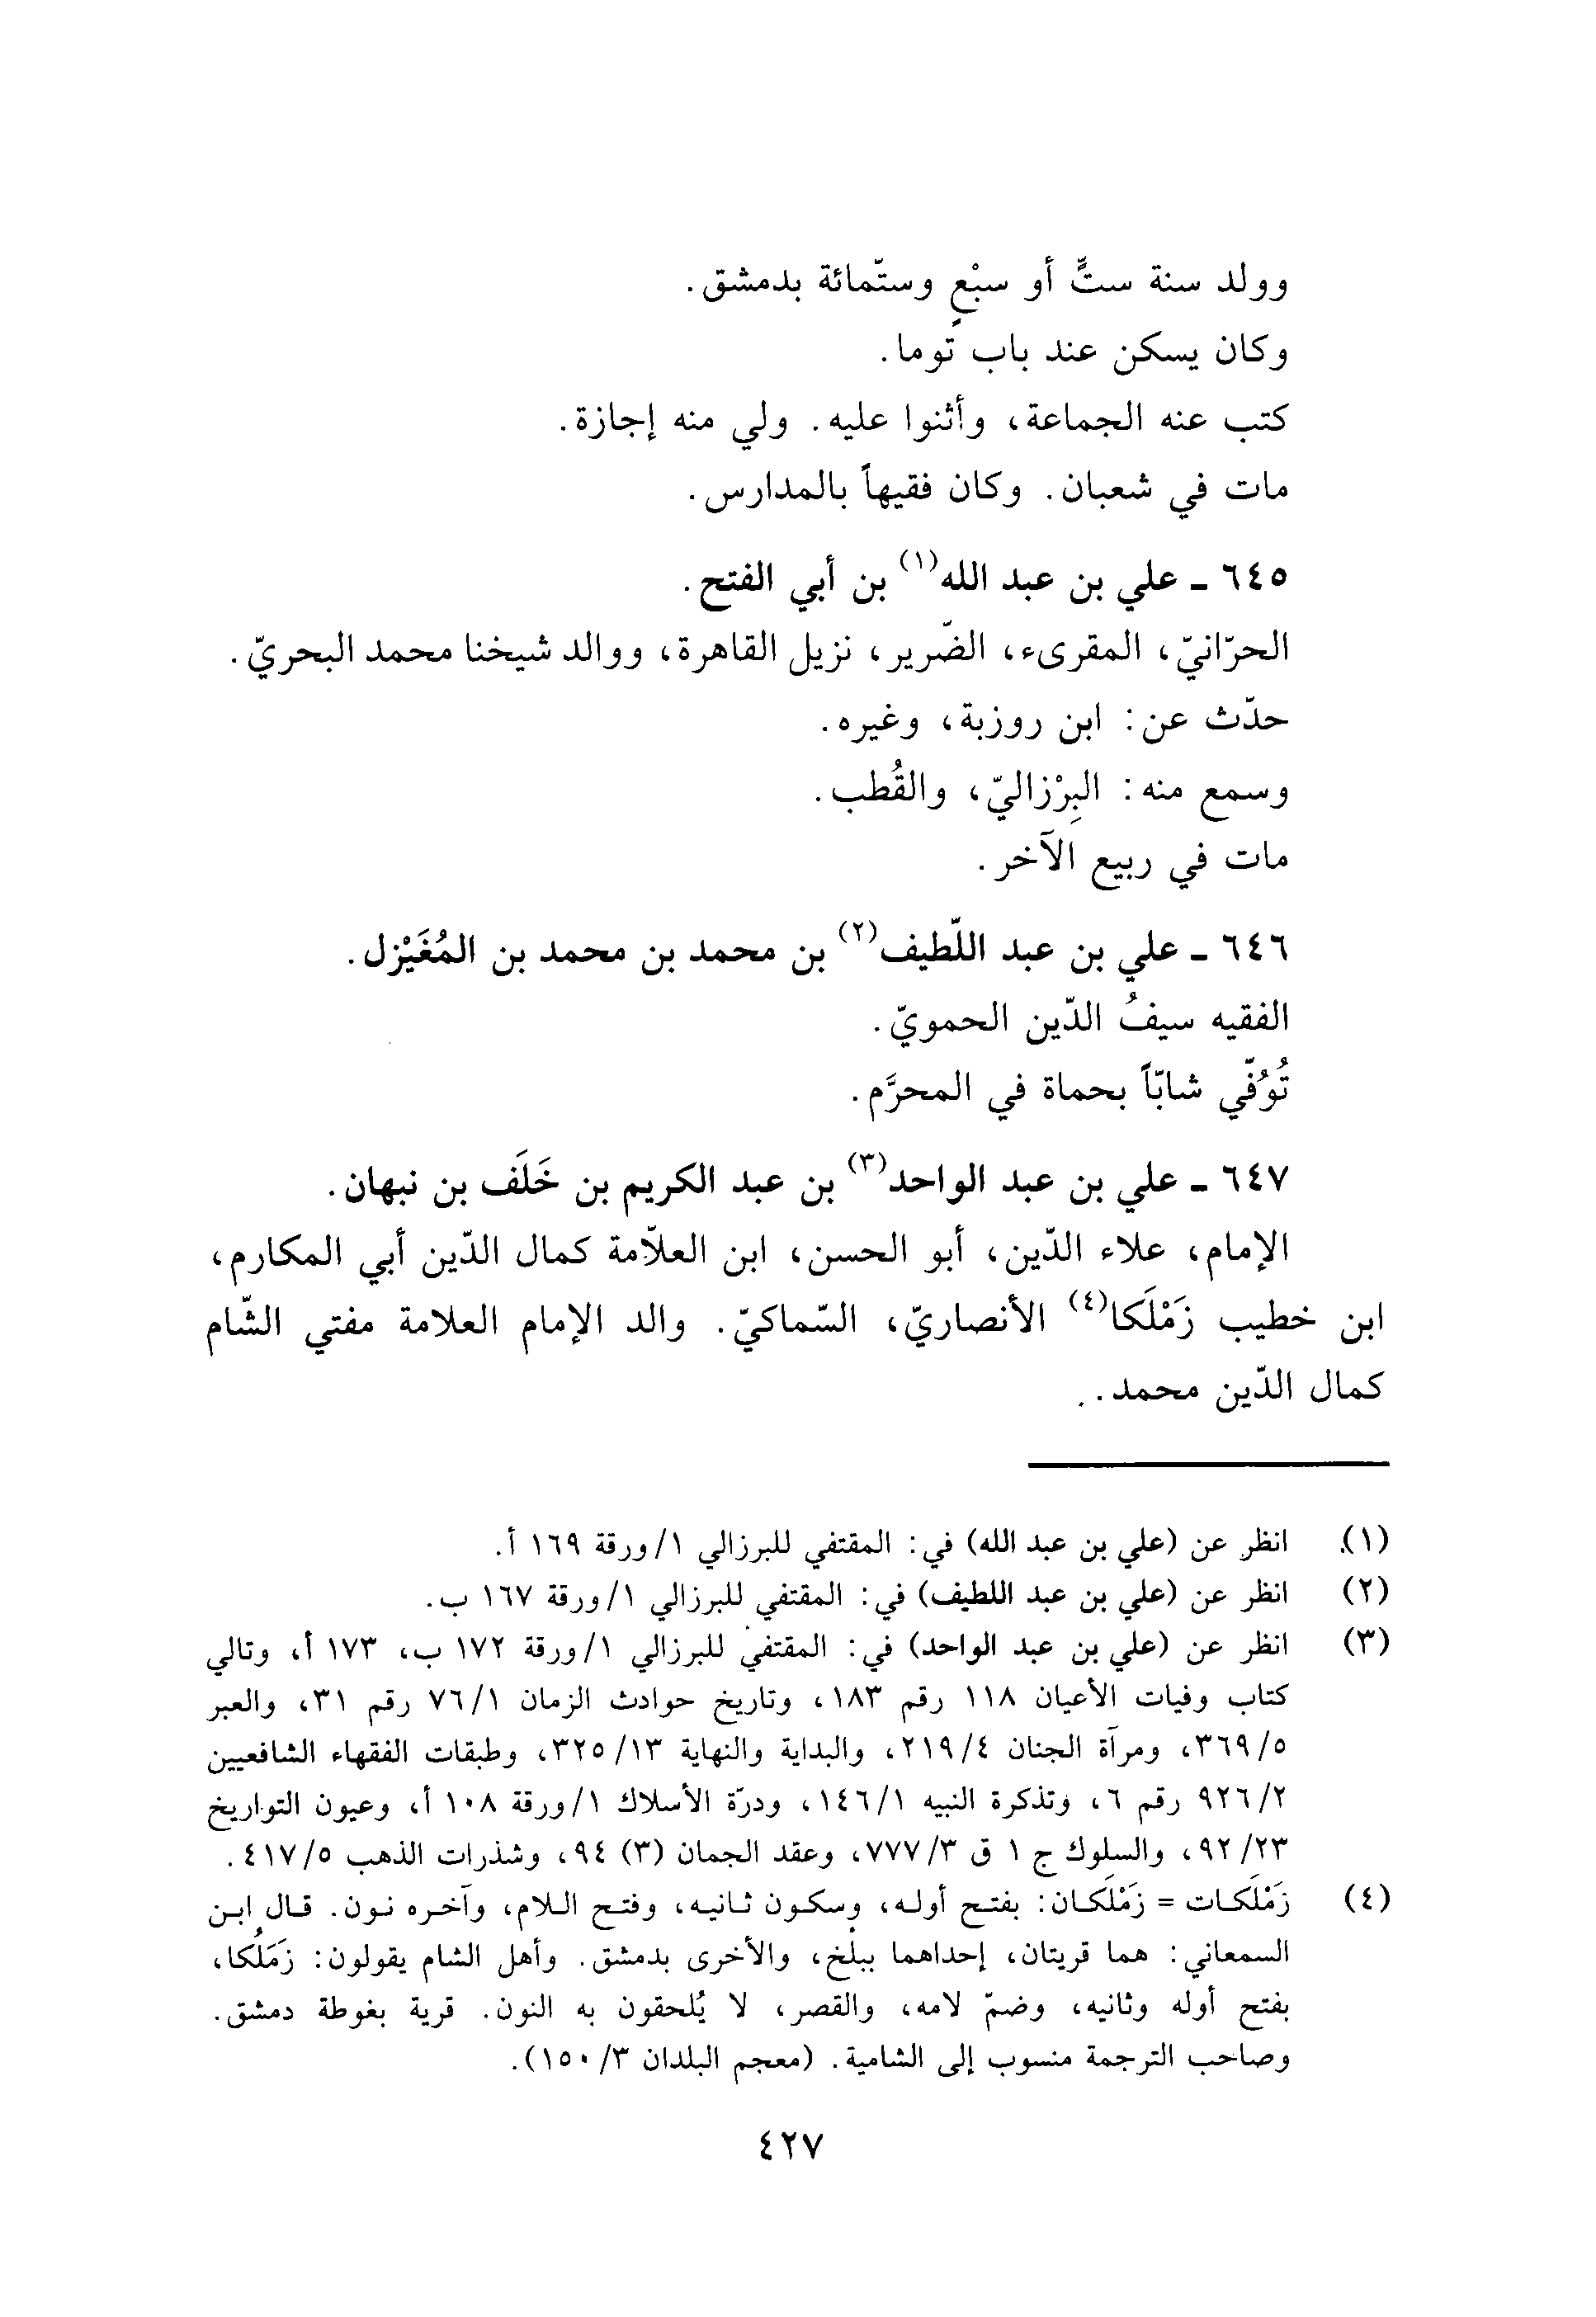 وولد سنة ستٍّ أو سبْعٍ وستّمائة بدمشق.
وكان يسكن عند باب تُوما.
كتب عنه الجماعة، وأثنوا عليه. ولي منه إجازة.
مات في شعبان. وكان فقيهاً بالمدارس.
٦٤٥ ـ علي بن عبد الله(١) بن أبي الفتح.
الحرّانيّ، المقرىء، الضّرير، نزيل القاهرة، ووالد شيخنا محمد البحريّ.
حدّث عن: ابن روزبة، وغيره.
وسمع منه: البِرْزاليّ، والقُطب.
مات في ربيع الآخر.
٦٤٦ ـ علي بن عبد اللّطيف(٢) بن محمد بن محمد بن المُغَيْزل.
الفقيه سيفُ الدّين الحمويّ.
تُوُفّي شابّاً بحماة في المحرَّم.
٦٤٧ ـ علي بن عبد الواحد(٣) بن عبد الكريم بن خَلَف بن نبهان.
الإمام، علاء الدّين، أبو الحسن، ابن العلاّمة كمال الدّين أبي المكارم،
ابن خطيب زَمْلَكا(٤) الأنصاريّ، السّماكيّ. والد الإمام العلامة مفتي الشّام
كمال الدّين محمد.
(١) انظر عن (علي بن عبد الله) في: المقتفي للبرزالي ١/ورقة ١٦٩ أ.
(٢) انظر عن (علي بن عبد اللطيف) في: المقتفي للبرزالي ١/ورقة ١٦٧ ب.
(٣) انظر عن (علي بن عبد الواحد) في: المقتفي للبرزالي ١/ورقة ١٧٢ ب، ١٧٣ أ، وتالي
كتاب وفيات الأعيان ١١٨ رقم ١٨٣، وتاريخ حوادث الزمان ٧٦/١ رقم ٣١، والعبر
٣٦٩/٥، ومرآة الجنان ٢١٩/٤، والبداية والنهاية ٣٢٥/١٣، وطبقات الفقهاء الشافعيين
٩٢٦/٢ رقم ٦، وتذكرة النبيه ١٤٦/١، ودرّة الأسلاك ١/ورقة ١٠٨ أ، وعيون التواريخ
٩٢/٢٣، والسلوك ج ١ ق ٧٧٧/٣، وعقد الجمان (٣) ٩٤، وشذرات الذهب ٤١٧/٥.
(٤) زَمْلَكات = زَمْلَكان: بفتح أوله، وسكون ثانيه، وفتح اللام، وآخره نون. قال ابن
السمعاني: هما قريتان، إحداهما ببلْخ، والأخرى بدمشق. وأهل الشام يقولون: زَمَلُكا،
بفتح أوله وثانيه، وضمّ لامه، والقصر، لا يُلحقون به النون. قرية بغوطة دمشق.
وصاحب الترجمة منسوب إلى الشامية. (معجم البلدان ١٥٠/٣).
٤٢٧